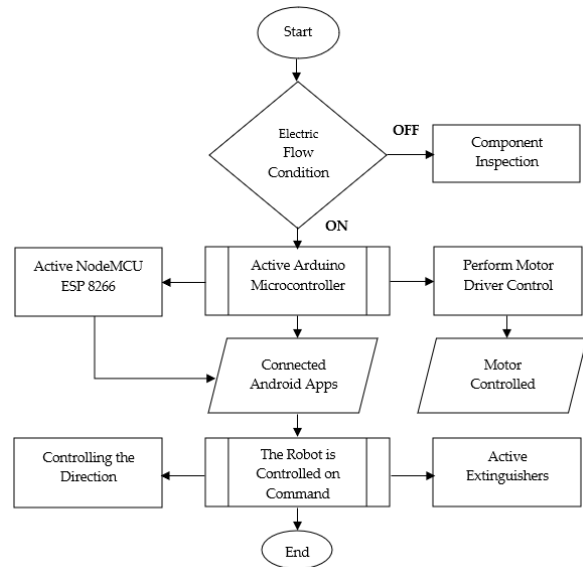 Start
Electric
Flow
Condition
OFF
Component
Inspection
ON
Active NodeMCU
ESP 8266
Active Arduino
Microcontroller
Perform Motor
Driver Control
Connected
Android Apps
Motor
Controlled
Controlling the
Direction
The Robot is
Controlled on
Command
Active
Extinguishers
End